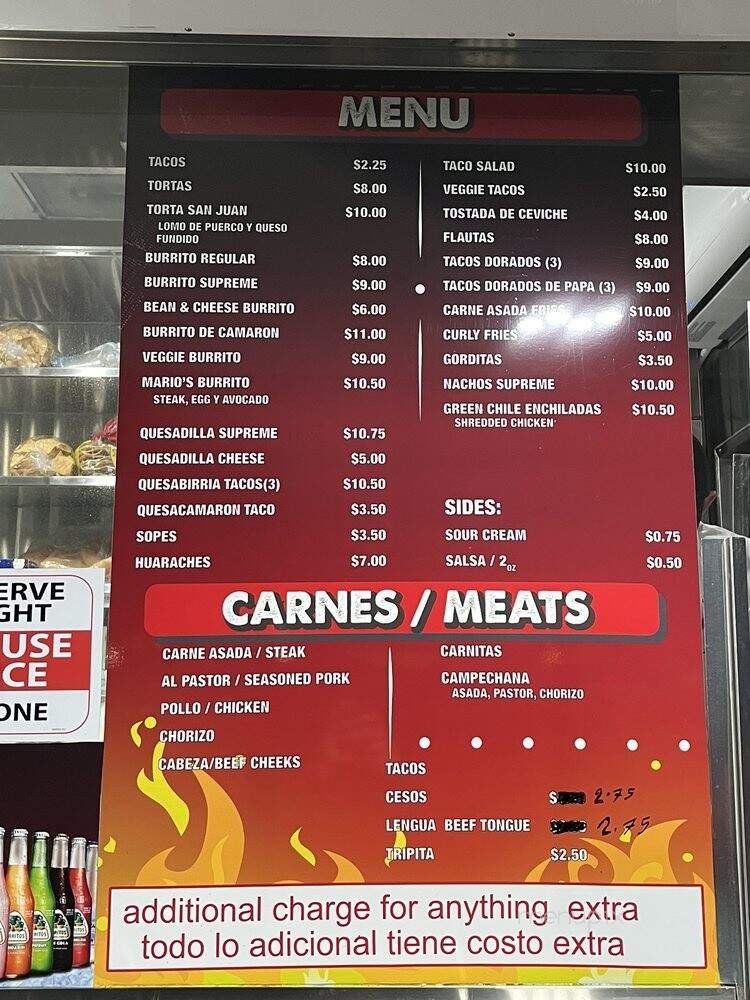 MENU
TACOS $2.25
TORTAS $8.00
TORTA SAN JUAN $10.00
LOMO DE PUERCO Y QUESO
FUNDIDO
BURRITO REGULAR $8.00
BURRITO SUPREME $9.00
BEAN & CHEESE BURRITO $6.00
BURRITO DE CAMARON $11.00
VEGGIE BURRITO $9.00
MARIO'S BURRITO $10.50
STEAK, EGG Y AVOCADO
QUESADILLA SUPREME $10.75
QUESADILLA CHEESE $5.00
QUESABIRRIA TACOS(3) $10.50
QUESACAMARON TACO $3.50
SOPES $3.50
HUARACHES $7.00
TACO SALAD $10.00
VEGGIE TACOS $2.50
TOSTADA DE CEVICHE $4.00
FLAUTAS $8.00
TACOS DORADOS (3) $9.00
TACOS DORADOS DE PAPA (3) $9.00
CARNE ASADA FRIES $10.00
CURLY FRIES $5.00
GORDITAS $3.50
NACHOS SUPREME $10.00
GREEN CHILE ENCHILADAS $10.50
SHREDDED CHICKEN
SIDES:
SOUR CREAM $0.75
SALSA / 2oz $0.50
CARNES / MEATS
CARNE ASADA / STEAK
AL PASTOR / SEASONED PORK
POLLO / CHICKEN
CHORIZO
CABEZA/BEEF CHEEKS
CARNITAS
CAMPECHANA
ASADA, PASTOR, CHORIZO
TACOS
CESOS $ 2.75
LENGUA BEEF TONGUE 2.75
TRIPITA $2.50
additional charge for anything extra
todo lo adicional tiene costo extra
ERVE
GHT
USE
CE
ONE